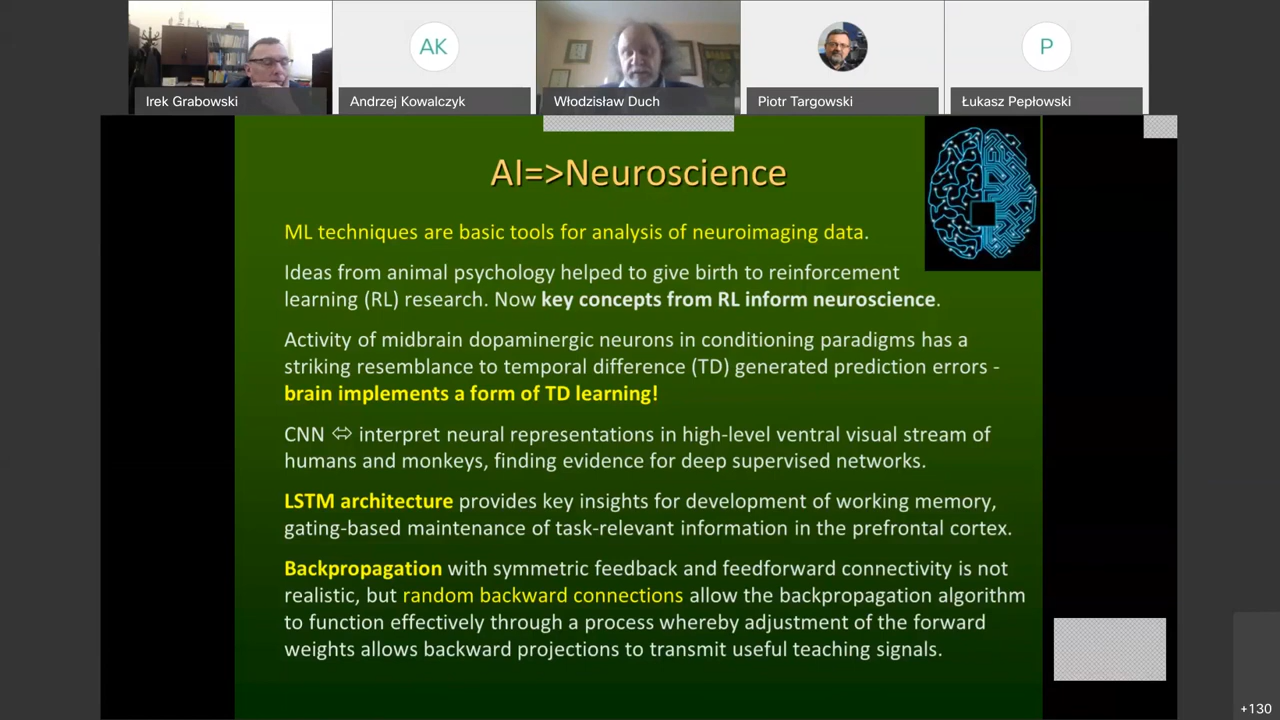 AK
P
Irek Grabowski
Andrzej Kowalczyk
Włodzisław Duch
Piotr Targowski
Łukasz Pepłowski
AI=>Neuroscience
ML techniques are basic tools for analysis of neuroimaging data.
Ideas from animal psychology helped to give birth to reinforcement
learning (RL) research. Now key concepts from RL inform neuroscience.
Activity of midbrain dopaminergic neurons in conditioning paradigms has a
striking resemblance to temporal difference (TD) generated prediction errors -
brain implements a form of TD learning!
CNN ⬄ interpret neural representations in high-level ventral visual stream of
humans and monkeys, finding evidence for deep supervised networks.
LSTM architecture provides key insights for development of working memory,
gating-based maintenance of task-relevant information in the prefrontal cortex.
Backpropagation with symmetric feedback and feedforward connectivity is not
realistic, but random backward connections allow the backpropagation algorithm
to function effectively through a process whereby adjustment of the forward
weights allows backward projections to transmit useful teaching signals.
+130